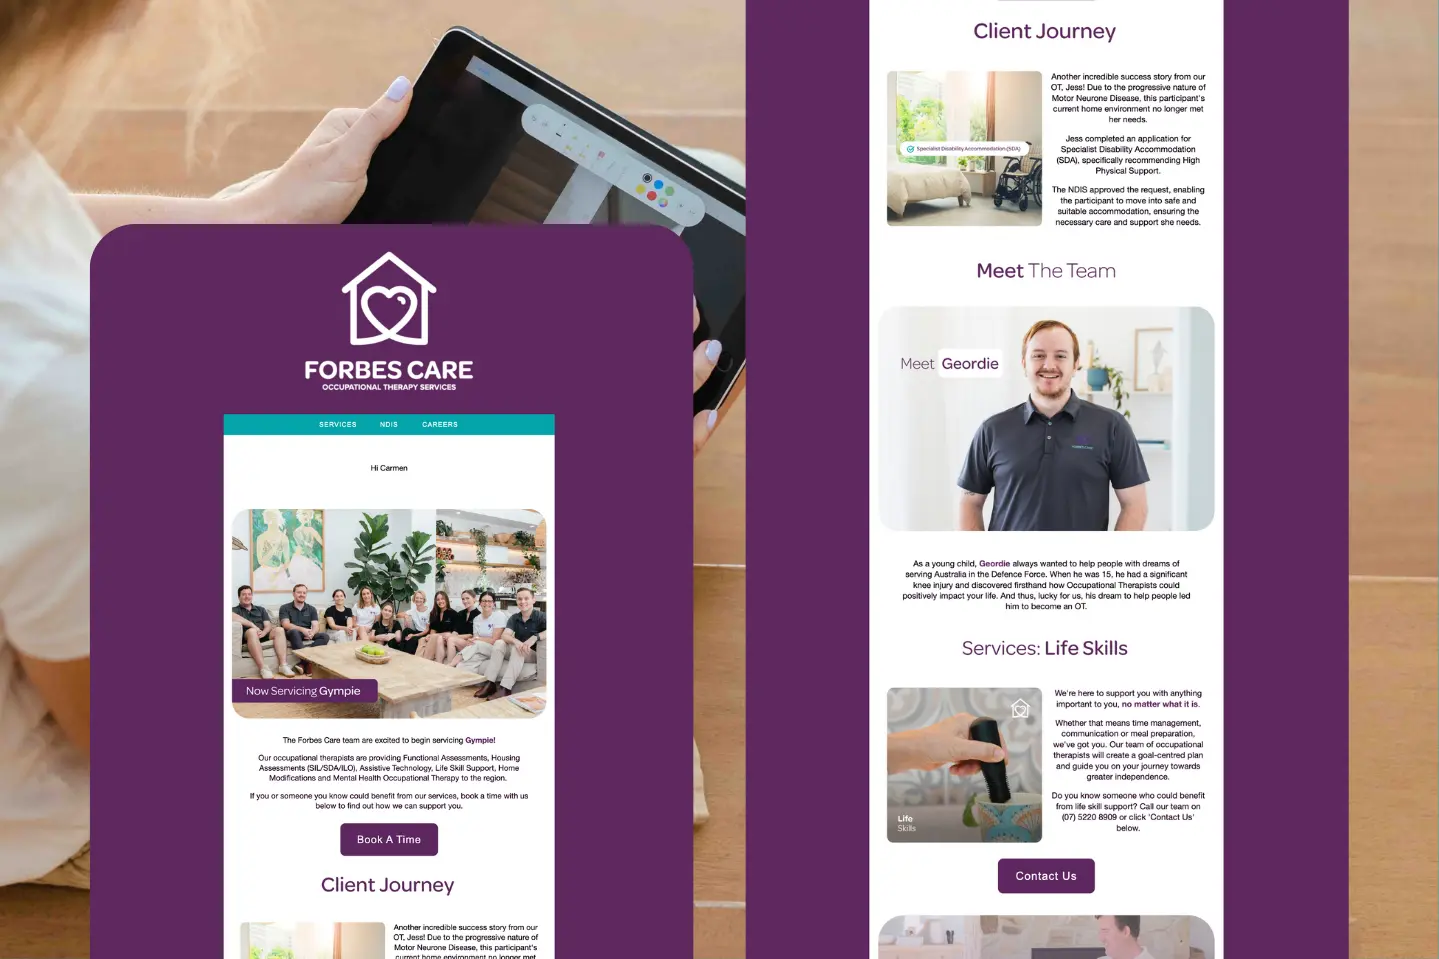 FORBES CARE
OCCUPATIONAL THERAPY SERVICES
SERVICES NDIS CAREERS
Hi Carmen
Now Servicing Gympie
The Forbes Care team are excited to begin servicing Gympie!
Our occupational therapists are providing Functional Assessments, Housing
Assessments (SIL/SDA/ILO), Assistive Technology, Life Skill Support, Home
Modifications and Mental Health Occupational Therapy to the region.
If you or someone you know could benefit from our services, book a time with us
below to find out how we can support you.
Book A Time
Client Journey
Another incredible success story from our
OT, Jess! Due to the progressive nature of
Motor Neurone Disease, this participant's
current home environment no longer met
Client Journey
Specialist Disability Accommodation (SDA)
Another incredible success story from our
OT, Jess! Due to the progressive nature of
Motor Neurone Disease, this participant's
current home environment no longer met
her needs.
Jess completed an application for
Specialist Disability Accommodation
(SDA), specifically recommending High
Physical Support.
The NDIS approved the request, enabling
the participant to move into safe and
suitable accommodation, ensuring the
necessary care and support she needs.
Meet The Team
Meet Geordie
As a young child, Geordie always wanted to help people with dreams of
serving Australia in the Defence Force. When he was 15, he had a significant
knee injury and discovered firsthand how Occupational Therapists could
positively impact your life. And thus, lucky for us, his dream to help people led
him to become an OT.
Services: Life Skills
Life
Skills
We're here to support you with anything
important to you, no matter what it is.
Whether that means time management,
communication or meal preparation,
we've got you. Our team of occupational
therapists will create a goal-centred plan
and guide you on your journey towards
greater independence.
Do you know someone who could benefit
from life skill support? Call our team on
(07) 5220 8909 or click 'Contact Us'
below.
Contact Us